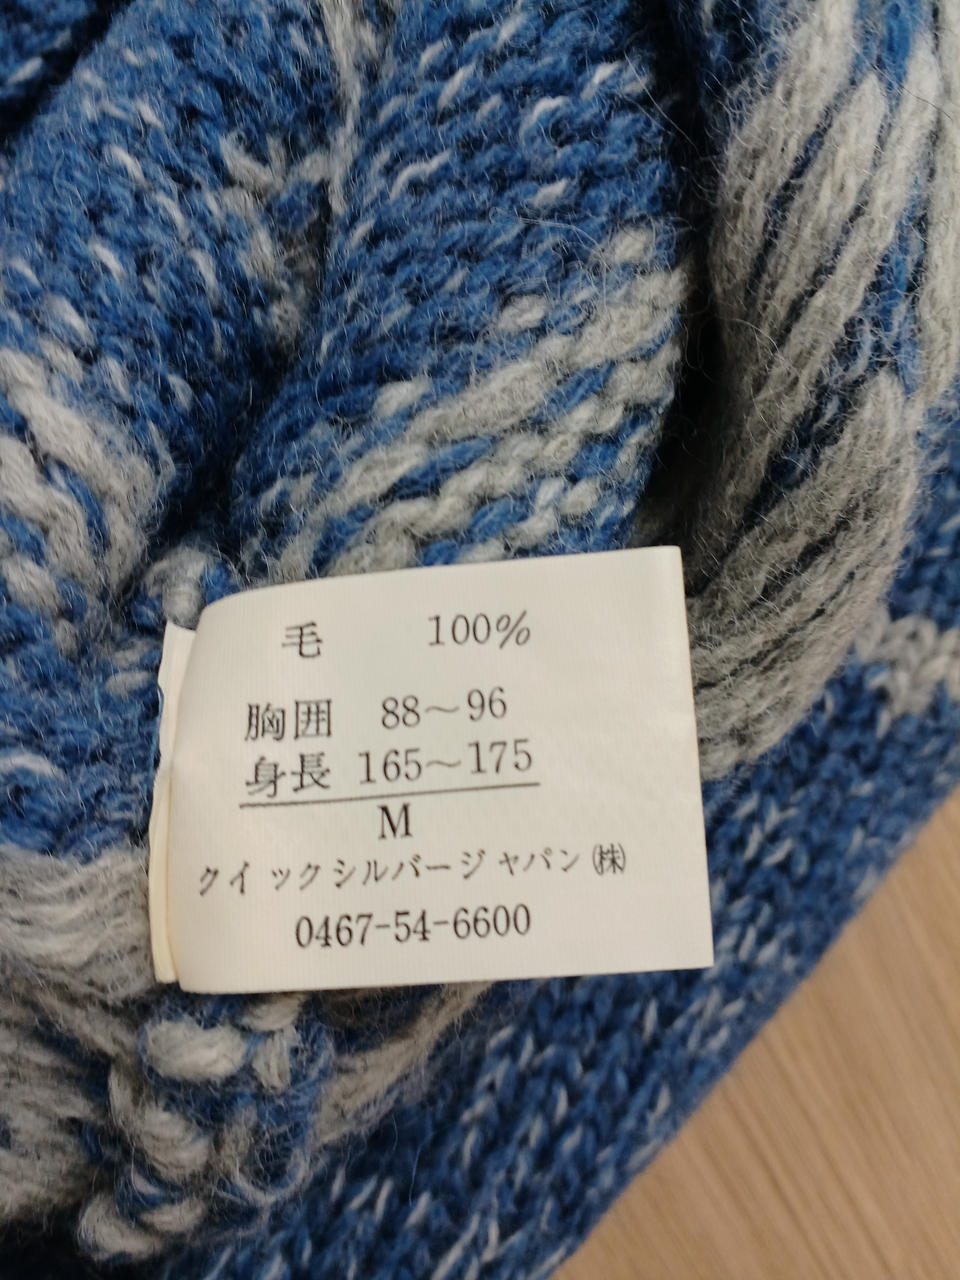 毛 100%
胸囲 88～96
身長 165～175
M
クイックシルバージャパン㈱
0467-54-6600